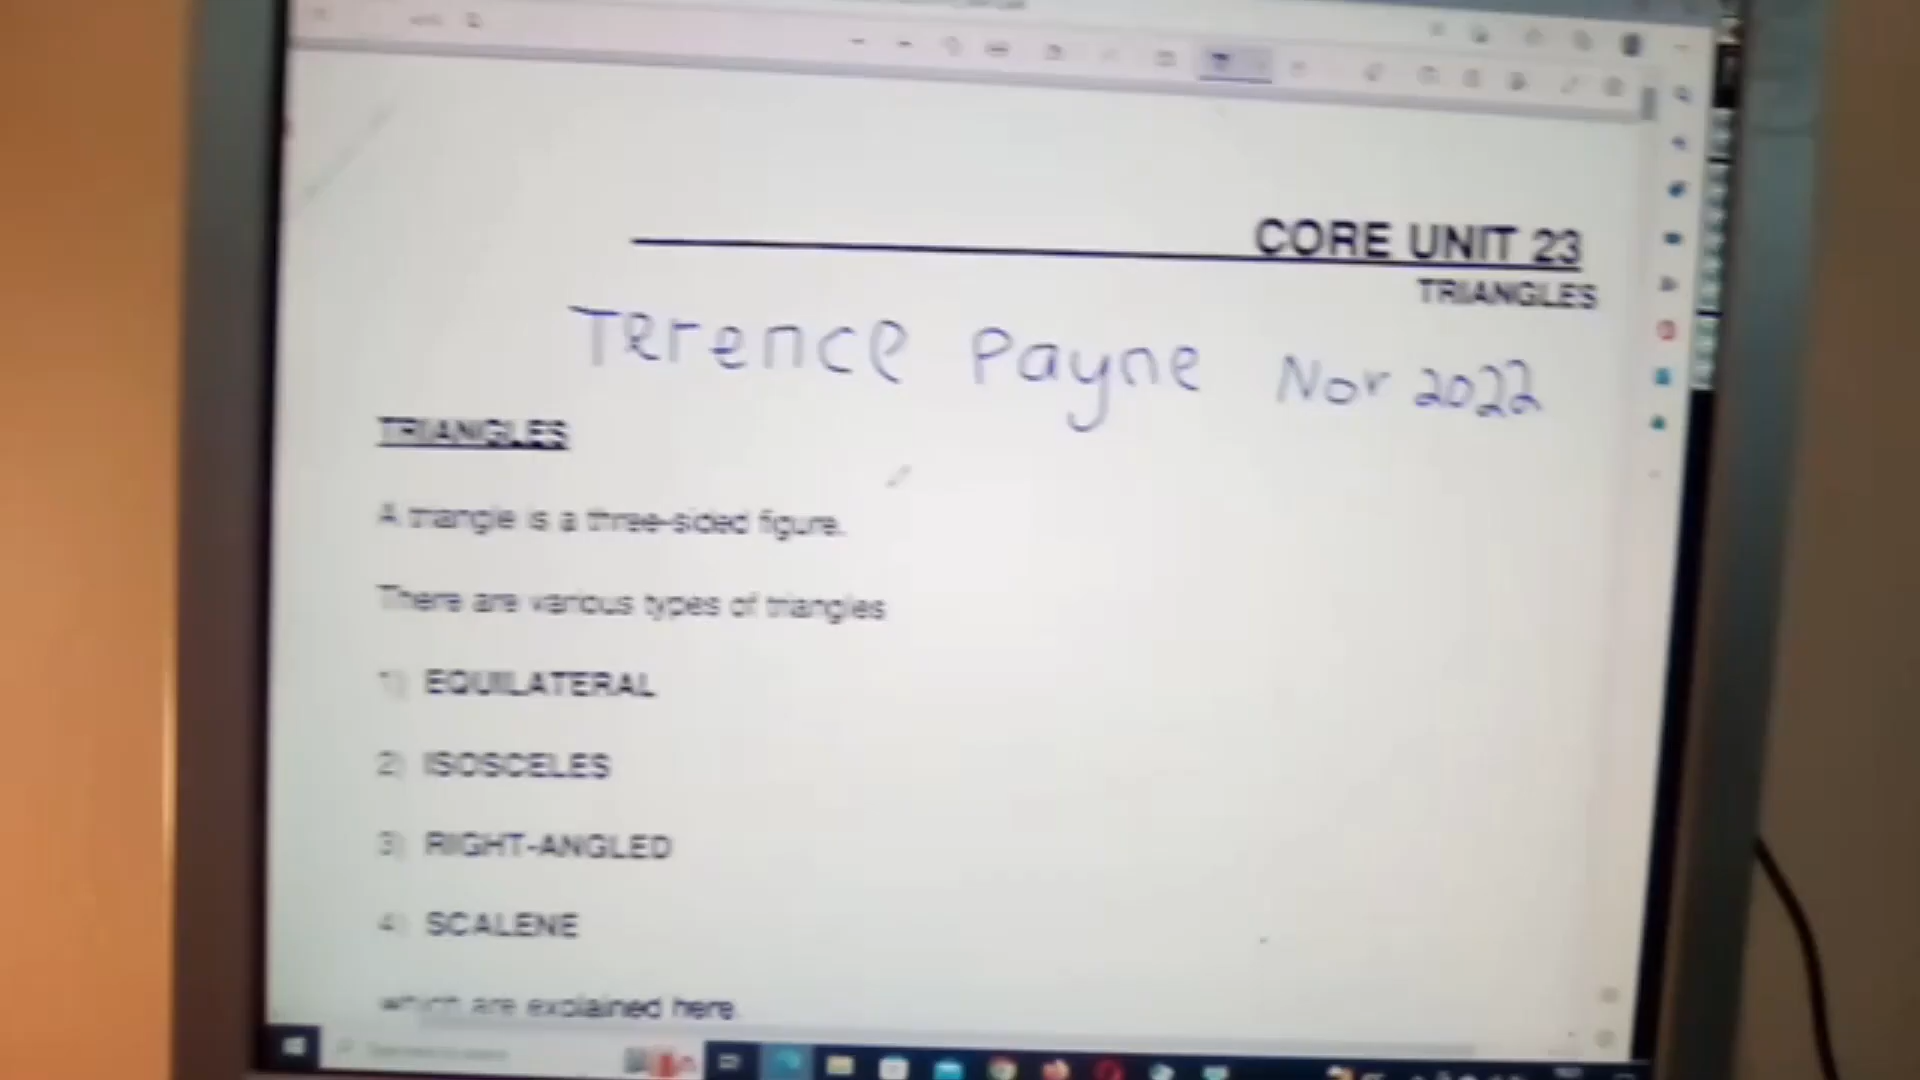 CORE UNIT 23
TRIANGLES
Terence Payne Nov 2022
TRIANGLES
A triangle is a three-sided figure.
There are various types of triangles
1) EQUILATERAL
2) ISOSCELES
3) RIGHT-ANGLED
4) SCALENE
which are explained here.